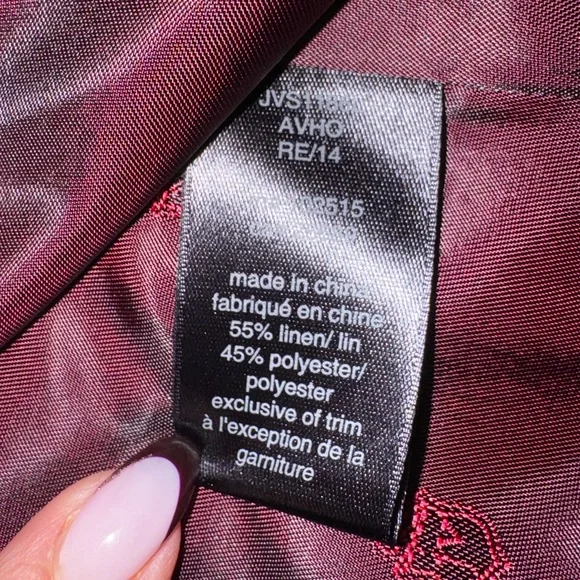 AVHO
RE/14
made in china
fabriqué en chine
55% linen/ lin
45% polyester/
polyester
exclusive of trim
à l'exception de la
garniture